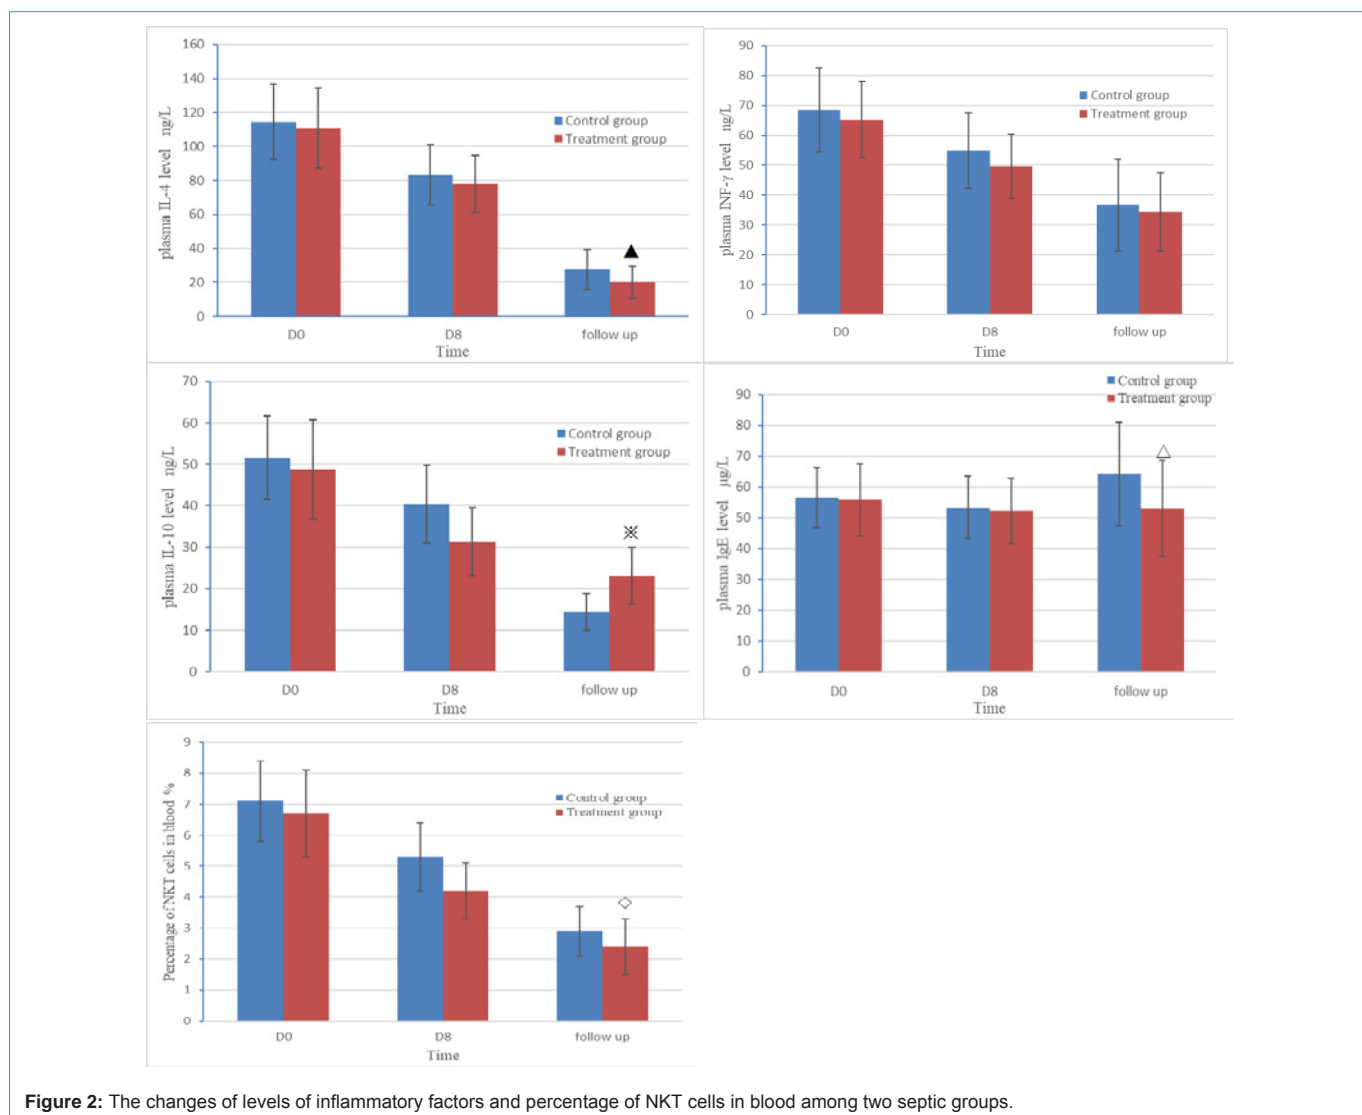 160
140
120
100
80
60
40
20
0
plasma IL-4 level ng/L
Control group
Treatment group
D0 D8 follow up
Time
90
80
70
60
50
40
30
20
10
0
plasma INF-γ level ng/L
Control group
Treatment group
D0 D8 follow up
Time
70
60
50
40
30
20
10
0
plasma IL-10 level ng/L
Control group
Treatment group
※
D0 D8 follow up
Time
90
80
70
60
50
40
30
20
10
0
plasma IgE level μg/L
Control group
Treatment group
D0 D8 follow up
Time
9
8
7
6
5
4
3
2
1
0
Percentage of NKT cells in blood %
Control group
Treatment group
D0 D8 follow up
Time
Figure 2: The changes of levels of inflammatory factors and percentage of NKT cells in blood among two septic groups.